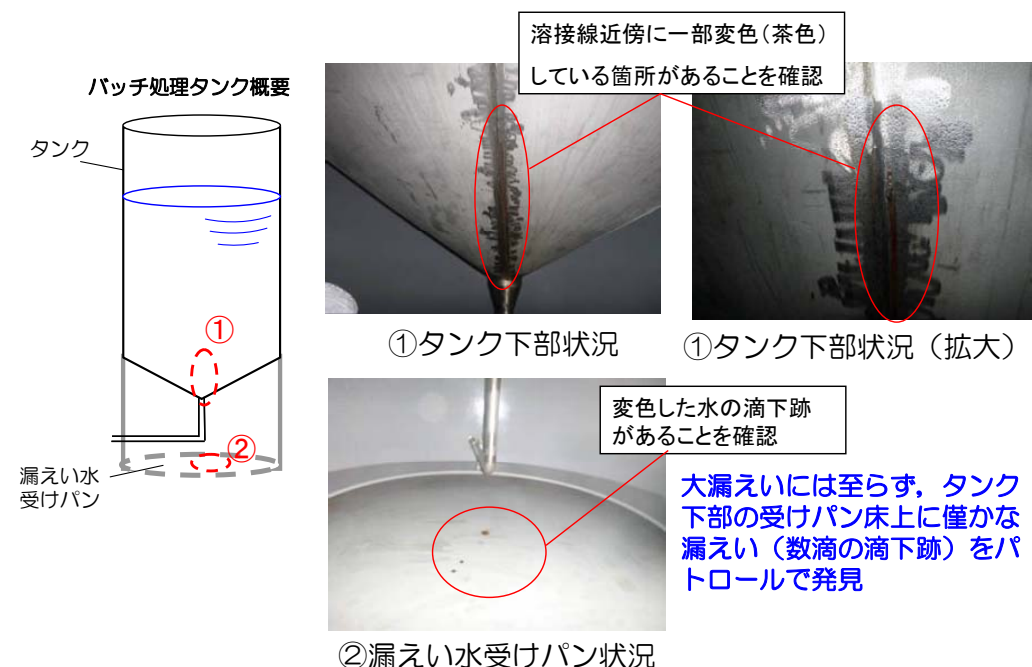 溶接線近傍に一部変色(茶色)
している箇所があることを確認
バッチ処理タンク概要
タンク
①
②
漏えい水
受けパン
①タンク下部状況
①タンク下部状況(拡大)
変色した水の滴下跡
があることを確認
大漏えいには至らず,タンク
下部の受けパン床上に僅かな
漏えい(数滴の滴下跡)をパ
トロールで発見
②漏えい水受けパン状況